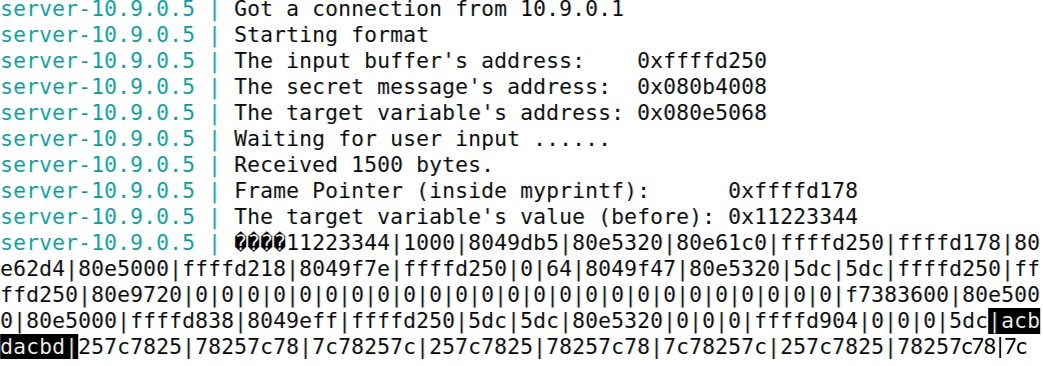 server-10.9.0.5 | Got a connection from 10.9.0.1
server-10.9.0.5 | Starting format
server-10.9.0.5 | The input buffer's address:    0xffffd250
server-10.9.0.5 | The secret message's address:  0x080b4008
server-10.9.0.5 | The target variable's address: 0x080e5068
server-10.9.0.5 | Waiting for user input ......
server-10.9.0.5 | Received 1500 bytes.
server-10.9.0.5 | Frame Pointer (inside myprintf):      0xffffd178
server-10.9.0.5 | The target variable's value (before): 0x11223344
server-10.9.0.5 | ����11223344|1000|8049db5|80e5320|80e61c0|ffffd250|ffffd178|80
e62d4|80e5000|ffffd218|8049f7e|ffffd250|0|64|8049f47|80e5320|5dc|5dc|ffffd250|ff
ffd250|80e9720|0|0|0|0|0|0|0|0|0|0|0|0|0|0|0|0|0|0|0|0|0|0|0|0|0|f7383600|80e500
0|80e5000|ffffd838|8049eff|ffffd250|5dc|5dc|80e5320|0|0|0|ffffd904|0|0|0|5dc|acb
dacbd|257c7825|78257c78|7c78257c|257c7825|78257c78|7c78257c|257c7825|78257c78|7c